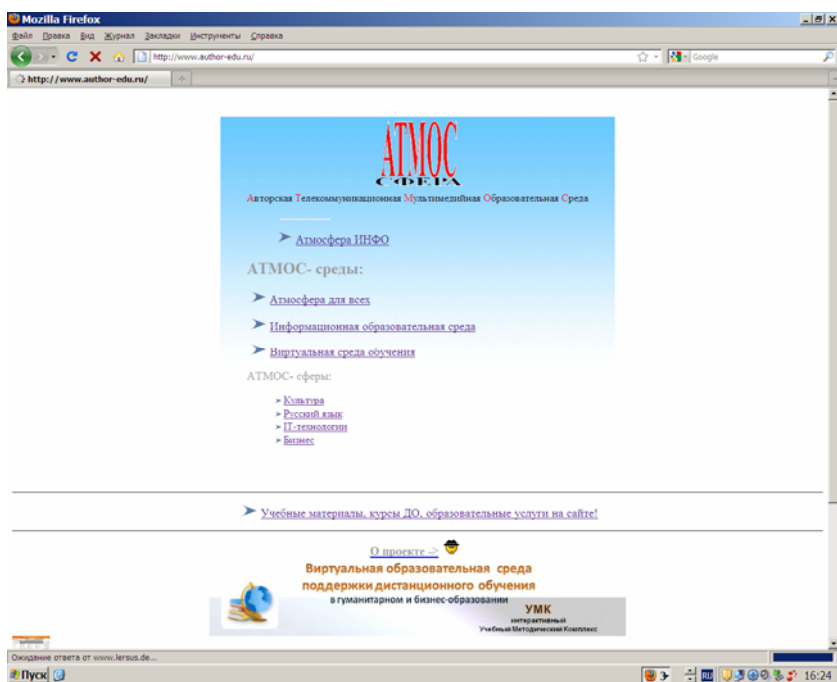 Mozilla Firefox
Файл Правка Вид Журнал Закладки Инструменты Справка
http://www.author-edu.ru/
Google
http://www.author-edu.ru/
АТМОС
СФЕРА
Авторская Телекоммуникационная Мультимедийная Образовательная Среда
Атмосфера ИНФО
АТМОС- среды:
Атмосфера для всех
Информационная образовательная среда
Виртуальная среда обучения
АТМОС- сферы:
Культура
Русский язык
IT-технологии
Бизнес
Учебные материалы, курсы ДО, образовательные услуги на сайте!
О проекте ->
Виртуальная образовательная среда
поддержки дистанционного обучения
в гуманитарном и бизнес-образовании
УМК
интерактивный
Учебный Методический Комплекс
Ожидание ответа от www.lersus.de...
Пуск
RU
16:24